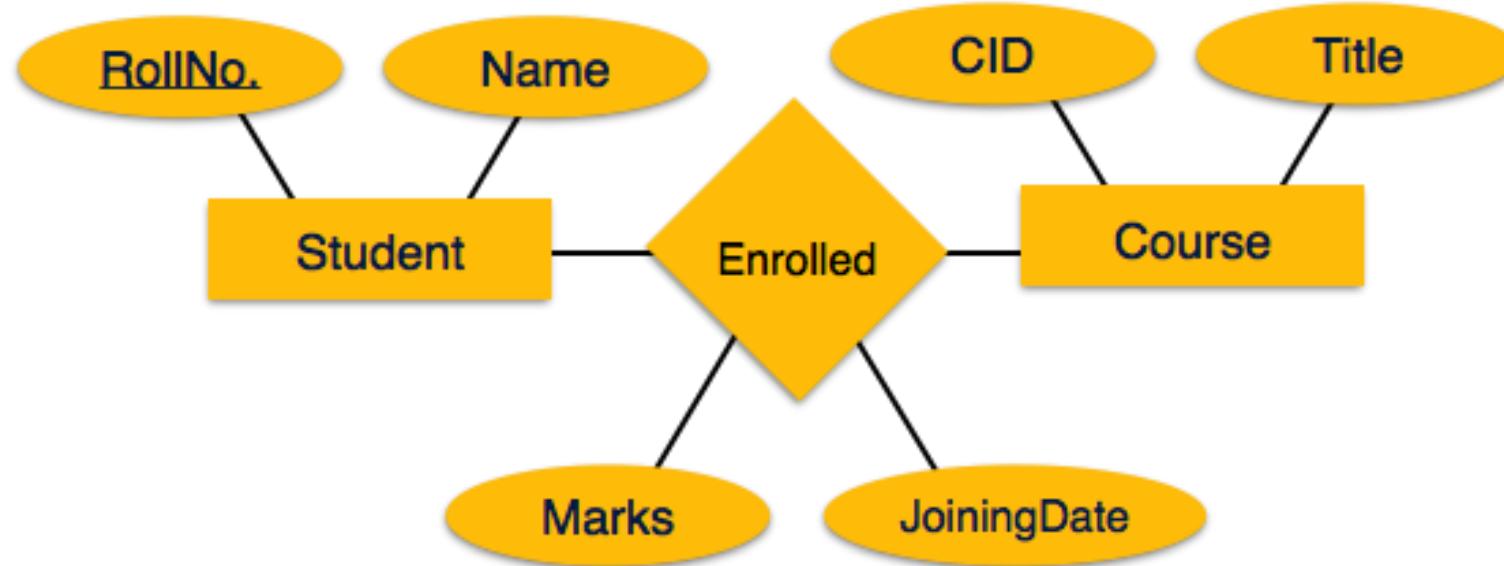 RollNo.
Name
CID
Title
Student
Enrolled
Course
Marks
JoiningDate